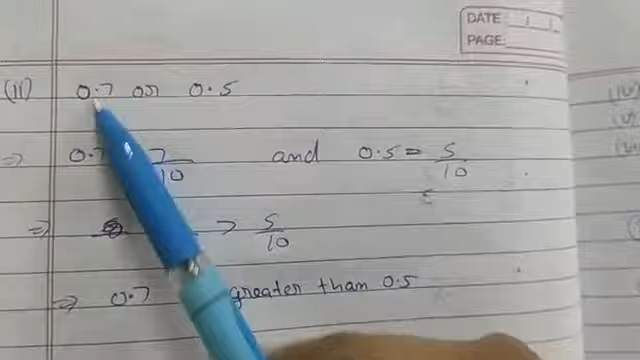 DATE
PAGE
(ii) 0.7 or 0.5
⇒ 0.7 7/10 and 0.5 = 5/10
⇒ > 5/10
⇒ 0.7 greater than 0.5